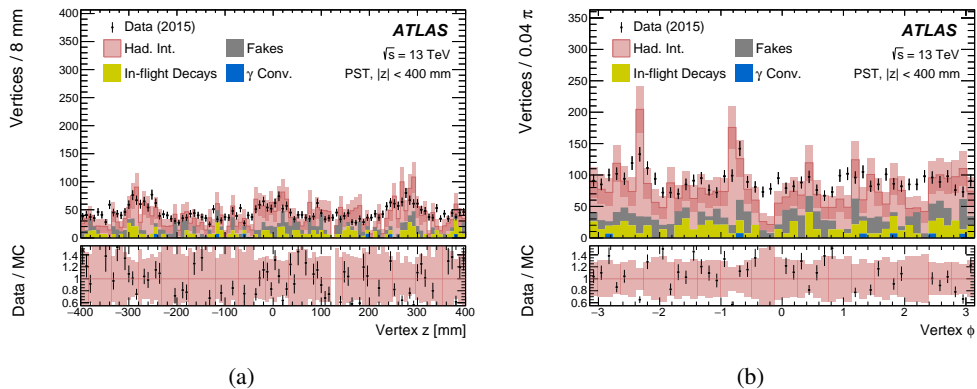 Vertices / 8 mm
400
350
300
250
200
150
100
50
0
Data (2015)
Had. Int.
Fakes
In-flight Decays
γ Conv.
ATLAS
√s = 13 TeV
PST, |z| < 400 mm
Data / MC
1.4
1.2
1
0.8
0.6
−400 −300 −200 −100 0 100 200 300 400
Vertex z [mm]
(a)
Vertices / 0.04 π
350
300
250
200
150
100
50
0
Data (2015)
Had. Int.
Fakes
In-flight Decays
γ Conv.
ATLAS
√s = 13 TeV
PST, |z| < 400 mm
Data / MC
1.4
1.2
1
0.8
0.6
−3 −2 −1 0 1 2 3
Vertex ϕ
(b)